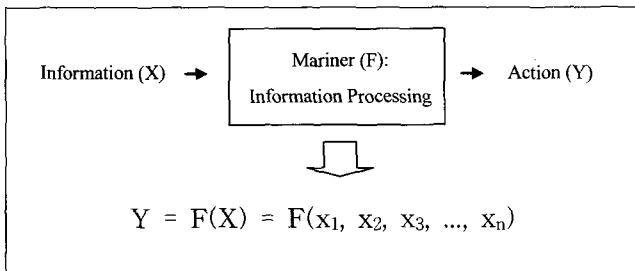 Information (X) → Mariner (F): → Action (Y)
Information Processing
Y = F(X) = F(x₁, x₂, x₃, ..., xₙ)